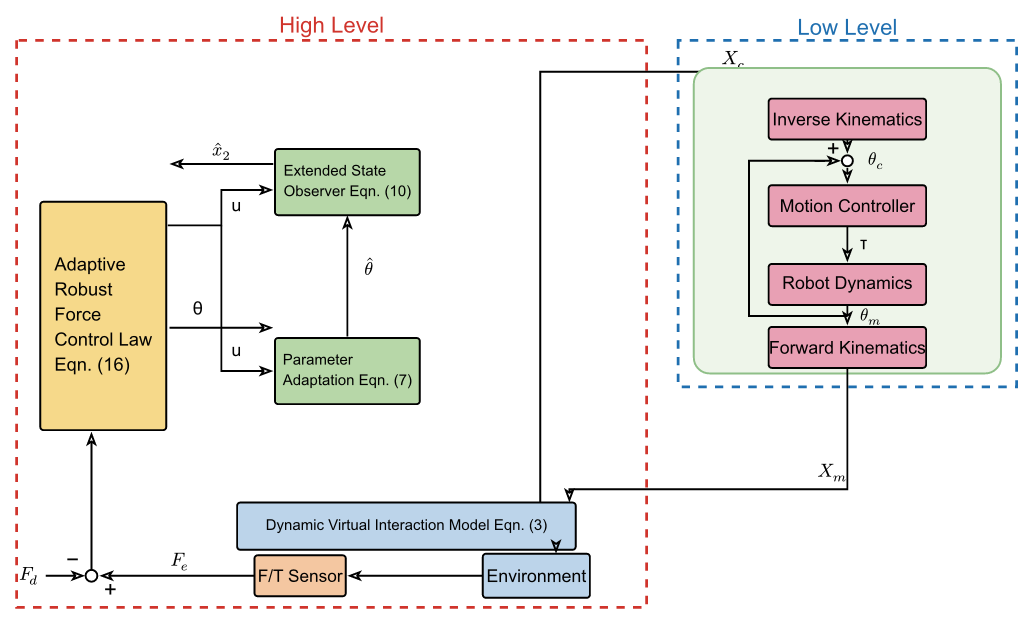 High Level
Low Level
X_c
Inverse Kinematics
+
θ_c
Motion Controller
τ
Robot Dynamics
θ_m
Forward Kinematics
X_m
x̂_2
Extended State
Observer Eqn. (10)
u
θ̂
Adaptive
Robust
Force
Control Law
Eqn. (16)
θ
u
Parameter
Adaptation Eqn. (7)
Dynamic Virtual Interaction Model Eqn. (3)
−
F_d
+
F_e
F/T Sensor
Environment